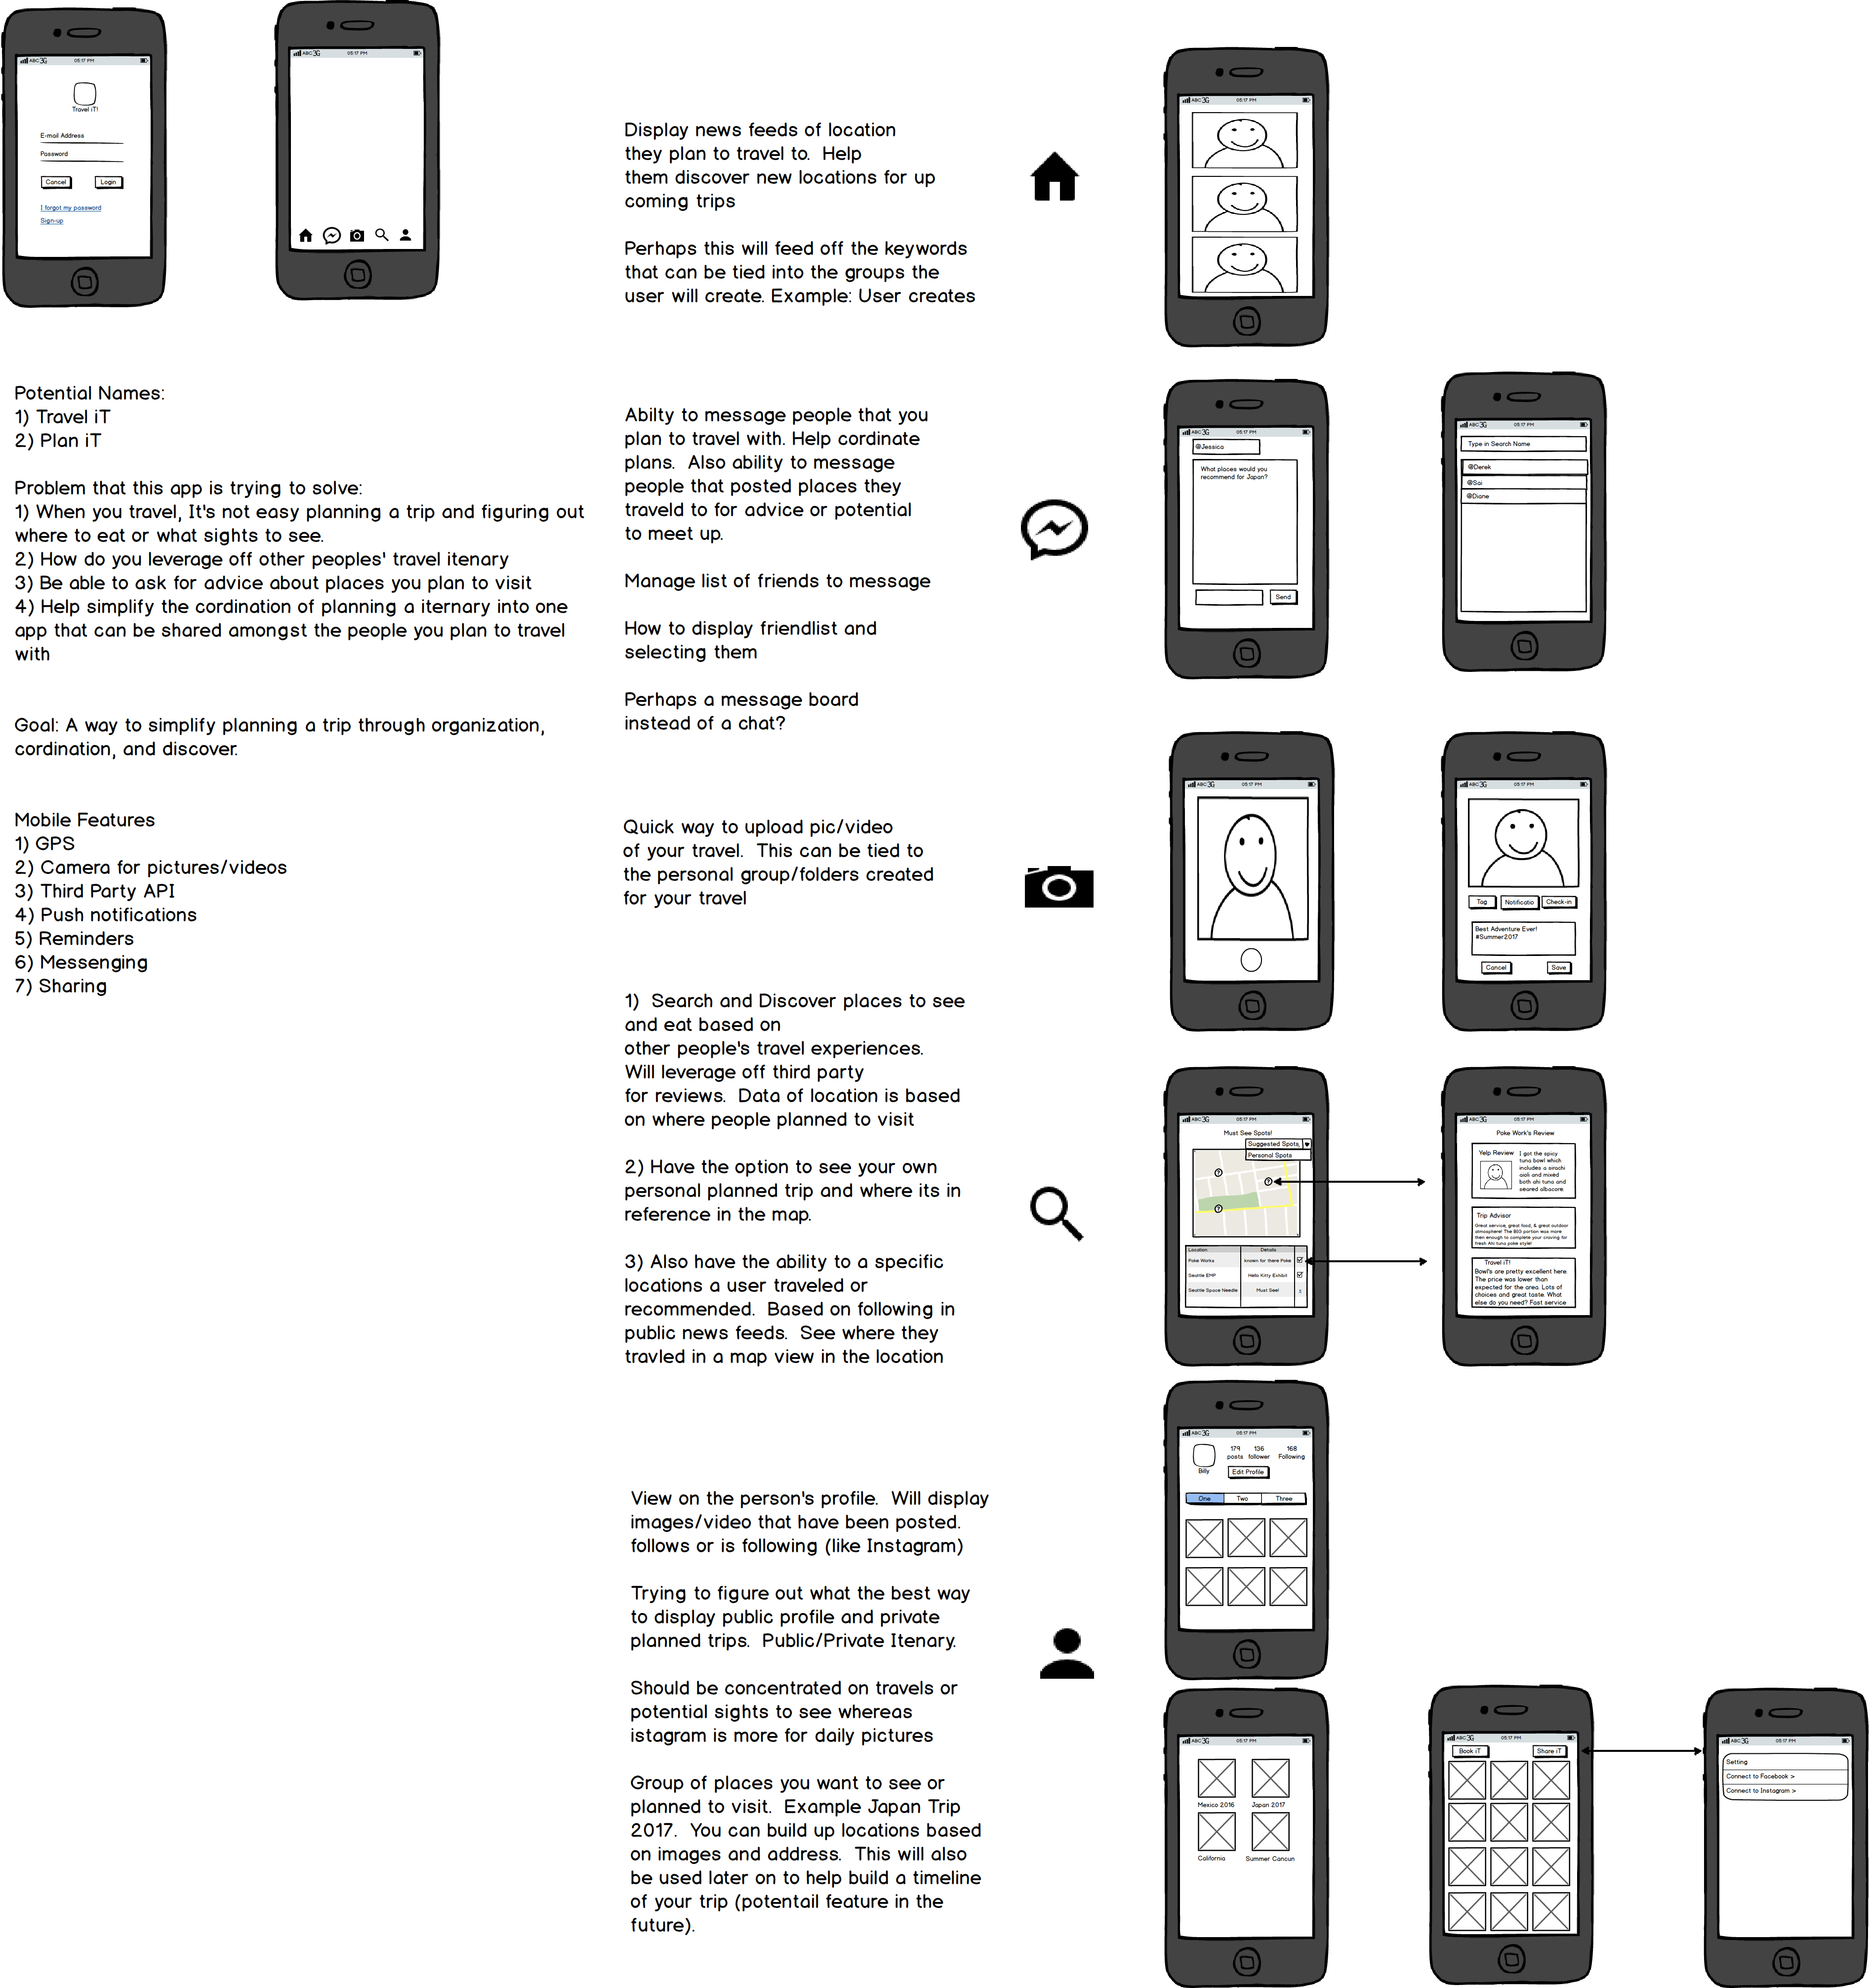 ABC 3G 05:17 PM
Travel iT!
E-mail Address
Password
Cancel Login
I forgot my password
Sign-up
ABC 3G 05:17 PM
Potential Names:
1) Travel iT
2) Plan iT
Problem that this app is trying to solve:
1) When you travel, It's not easy planning a trip and figuring out
where to eat or what sights to see.
2) How do you leverage off other peoples' travel itenary
3) Be able to ask for advice about places you plan to visit
4) Help simplify the cordination of planning a iternary into one
app that can be shared amongst the people you plan to travel
with
Goal: A way to simplify planning a trip through organization,
cordination, and discover.
Mobile Features
1) GPS
2) Camera for pictures/videos
3) Third Party API
4) Push notifications
5) Reminders
6) Messenging
7) Sharing
Display news feeds of location
they plan to travel to. Help
them discover new locations for up
coming trips
Perhaps this will feed off the keywords
that can be tied into the groups the
user will create. Example: User creates
ABC 3G 05:17 PM
Abilty to message people that you
plan to travel with. Help cordinate
plans. Also ability to message
people that posted places they
traveld to for advice or potential
to meet up.
Manage list of friends to message
How to display friendlist and
selecting them
Perhaps a message board
instead of a chat?
ABC 3G 05:17 PM
@Jessica
What places would you
recommend for Japan?
Send
ABC 3G 05:17 PM
Type in Search Name
@Derek
@Sai
@Diane
Quick way to upload pic/video
of your travel. This can be tied to
the personal group/folders created
for your travel
ABC 3G 05:17 PM
ABC 3G 05:17 PM
Tag Notificatio Check-in
Best Adventure Ever!
#Summer2017
Cancel Save
1) Search and Discover places to see
and eat based on
other people's travel experiences.
Will leverage off third party
for reviews. Data of location is based
on where people planned to visit
2) Have the option to see your own
personal planned trip and where its in
reference in the map.
3) Also have the ability to a specific
locations a user traveled or
recommended. Based on following in
public news feeds. See where they
travled in a map view in the location
ABC 3G 05:17 PM
Must See Spots!
Suggested Spots,
Personal Spots
Location Details
Poke Works known for there Poke
Seattle EMP Hello Kitty Exhibit
Seattle Space Needle Must See!
ABC 3G 05:17 PM
Poke Work's Review
Yelp Review
I got the spicy
tuna bowl which
includes a sirachi
aioli and mixed
both ahi tuna and
seared albacore.
Trip Advisor
Great service, great food, & great outdoor
atmosphere! The BIG portion was more
then enough to complete your craving for
fresh Ahi tuna poke style!
Travel iT!
Bowl's are pretty excellent here.
The price was lower than
expected for the area. Lots of
choices and great taste. What
else do you need? Fast service
View on the person's profile. Will display
images/video that have been posted.
follows or is following (like Instagram)
Trying to figure out what the best way
to display public profile and private
planned trips. Public/Private Itenary.
Should be concentrated on travels or
potential sights to see whereas
istagram is more for daily pictures
Group of places you want to see or
planned to visit. Example Japan Trip
2017. You can build up locations based
on images and address. This will also
be used later on to help build a timeline
of your trip (potentail feature in the
future).
ABC 3G 05:17 PM
179 136 168
posts follower Following
Billy
Edit Profile
One Two Three
ABC 3G 05:17 PM
Mexico 2016 Japan 2017
California Summer Cancun
ABC 3G 05:17 PM
Book iT Share iT
ABC 3G 05:17 PM
Setting
Connect to Facebook >
Connect to Instagram >